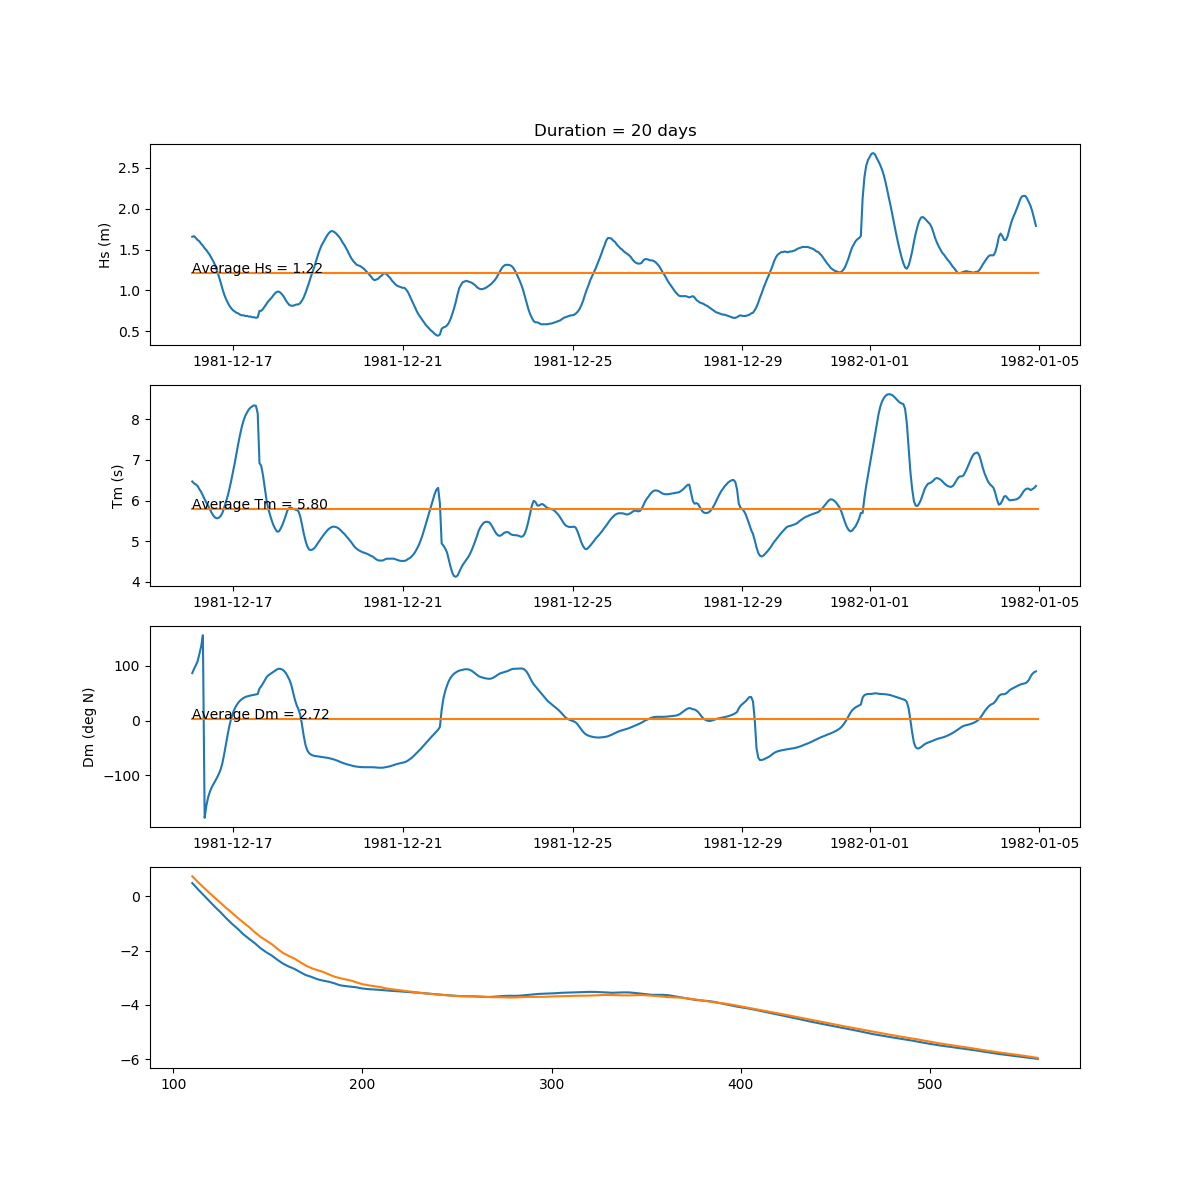 Duration = 20 days
Hs (m)
2.5
2.0
1.5
1.0
0.5
Average Hs = 1.22
1981-12-17 1981-12-21 1981-12-25 1981-12-29 1982-01-01 1982-01-05
Tm (s)
8
7
6
5
4
Average Tm = 5.80
1981-12-17 1981-12-21 1981-12-25 1981-12-29 1982-01-01 1982-01-05
Dm (deg N)
100
0
−100
Average Dm = 2.72
1981-12-17 1981-12-21 1981-12-25 1981-12-29 1982-01-01 1982-01-05
0
−2
−4
−6
100 200 300 400 500